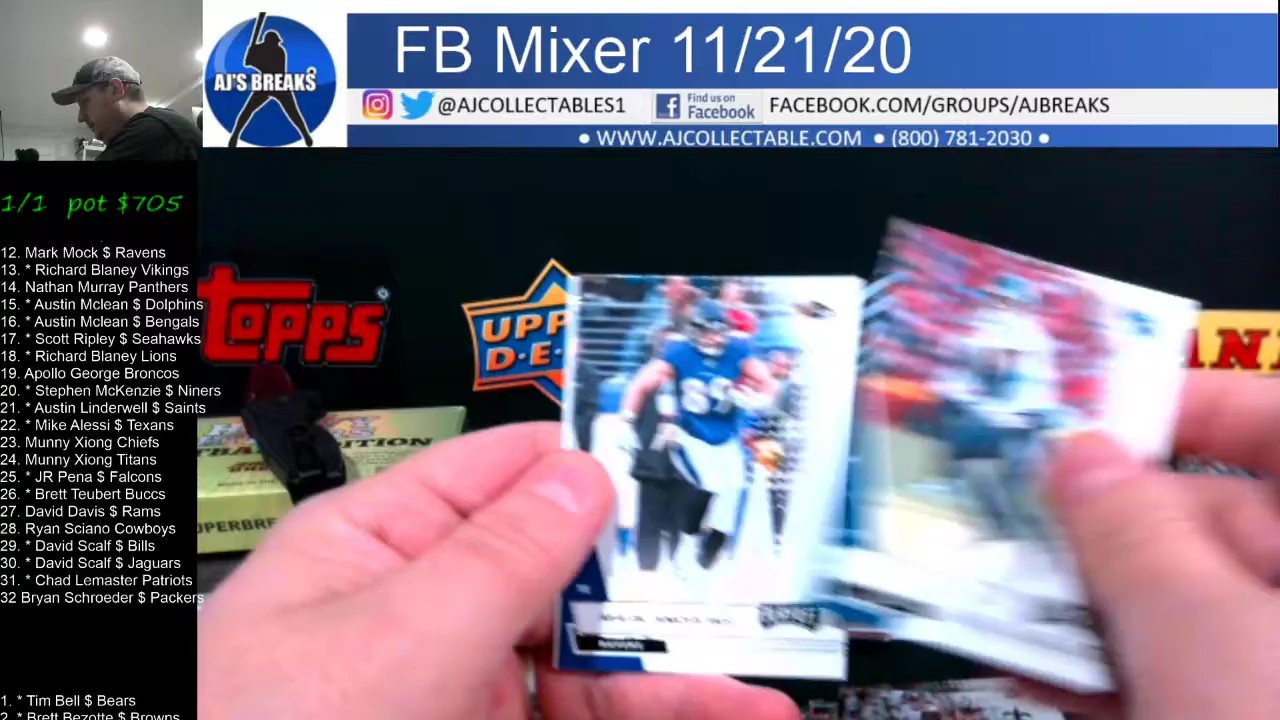 FB Mixer 11/21/20
AJ'S BREAKS
@AJCOLLECTABLES1
Find us on
Facebook
FACEBOOK.COM/GROUPS/AJBREAKS
• WWW.AJCOLLECTABLE.COM • (800) 781-2030 •
1/1 pot $705
12. Mark Mock $ Ravens
13. * Richard Blaney Vikings
14. Nathan Murray Panthers
15. * Austin Mclean $ Dolphins
16. * Austin Mclean $ Bengals
17. * Scott Ripley $ Seahawks
18. * Richard Blaney Lions
19. Apollo George Broncos
20. * Stephen McKenzie $ Niners
21. * Austin Linderwell $ Saints
22. * Mike Alessi $ Texans
23. Munny Xiong Chiefs
24. Munny Xiong Titans
25. * JR Pena $ Falcons
26. * Brett Teubert Buccs
27. David Davis $ Rams
28. Ryan Sciano Cowboys
29. * David Scalf $ Bills
30. * David Scalf $ Jaguars
31. * Chad Lemaster Patriots
32 Bryan Schroeder $ Packers
1. * Tim Bell $ Bears
2. * Brett Bezotte $ Browns
Topps
UPP
D·E
89